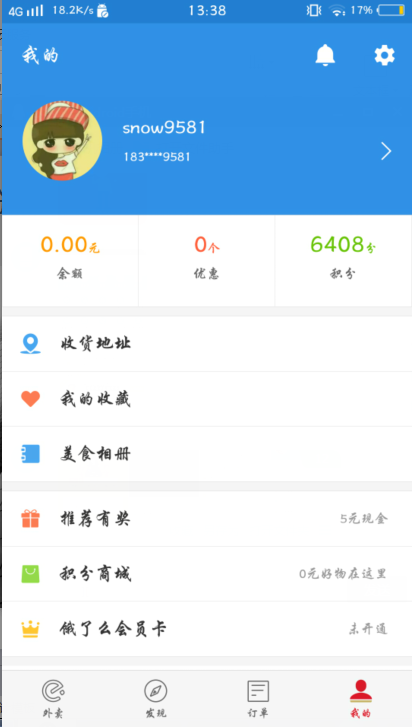 4G 18.2K/s 13:38 17%
我的
snow9581
183****9581
0.00元 0个 6408分
余额 优惠 积分
收货地址
我的收藏
美食相册
推荐有奖 5元现金
积分商城 0元好物在这里
饿了么会员卡 未开通
外卖 发现 订单 我的